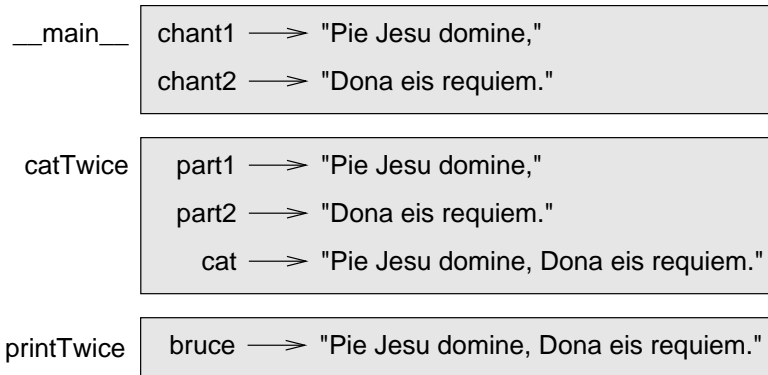 __main__ chant1 "Pie Jesu domine,"
chant2 "Dona eis requiem."
catTwice part1 "Pie Jesu domine,"
part2 "Dona eis requiem."
cat "Pie Jesu domine, Dona eis requiem."
printTwice bruce "Pie Jesu domine, Dona eis requiem."